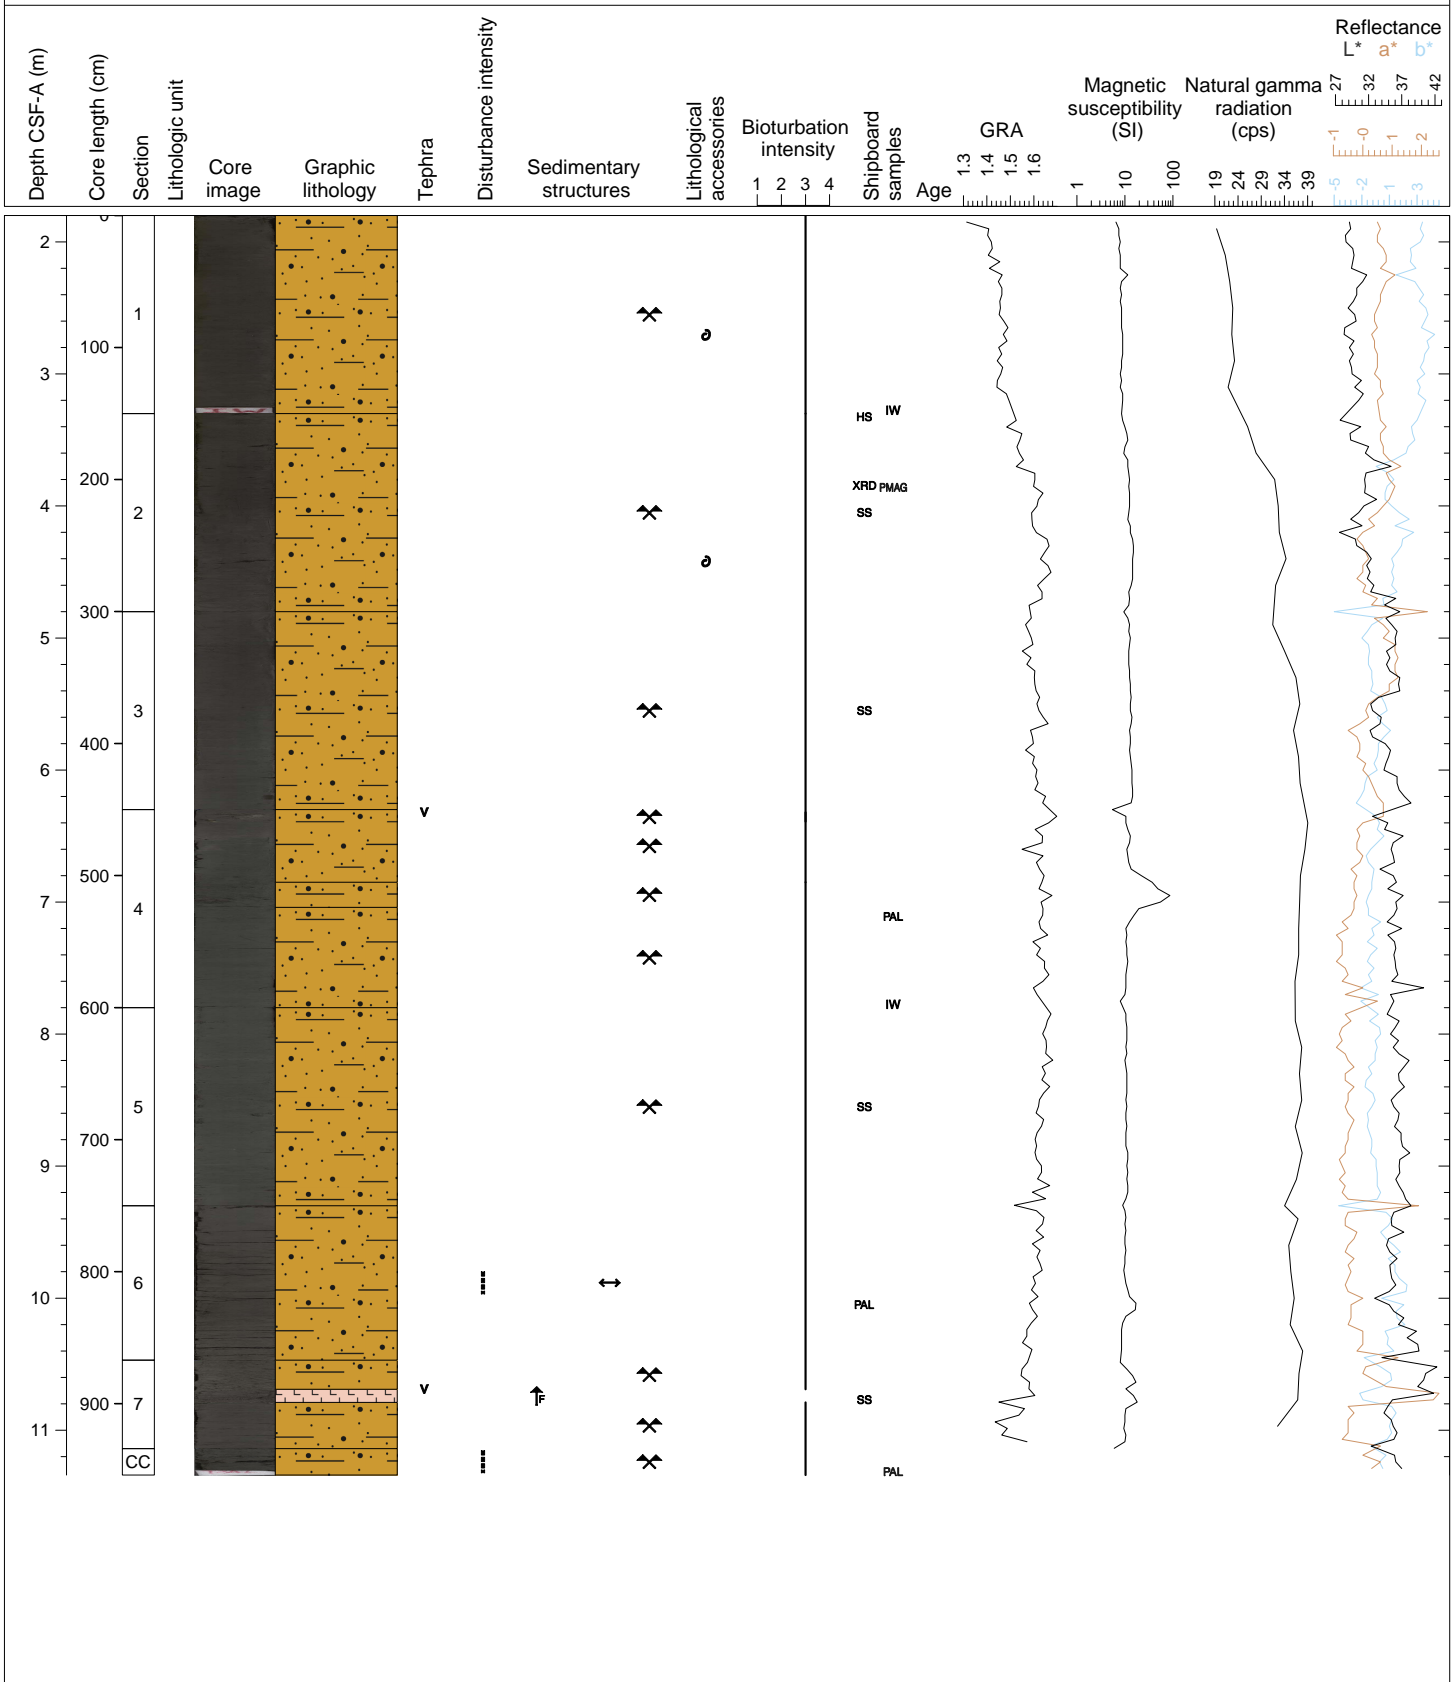 Depth CSF-A (m)
Core length (cm)
Section
Lithologic unit
Core image
Graphic lithology
Tephra
Disturbance intensity
Sedimentary structures
Lithological accessories
Bioturbation intensity
1 2 3 4
Shipboard samples
Age
GRA
1.3 1.4 1.5 1.6
Magnetic susceptibility (SI)
1 10 100
Natural gamma radiation (cps)
19 24 29 34 39
Reflectance
L* a* b*
27 32 37 42
-1 -0 1 2
-5 -2 1 3
0
2
1
100
3
HS IW
200
XRD PMAG
4
2
SS
300
5
3
SS
400
6
V
500
7
4
PAL
600
IW
8
5
SS
700
9
800
6
10
PAL
V
F
900
7
SS
11
CC
PAL